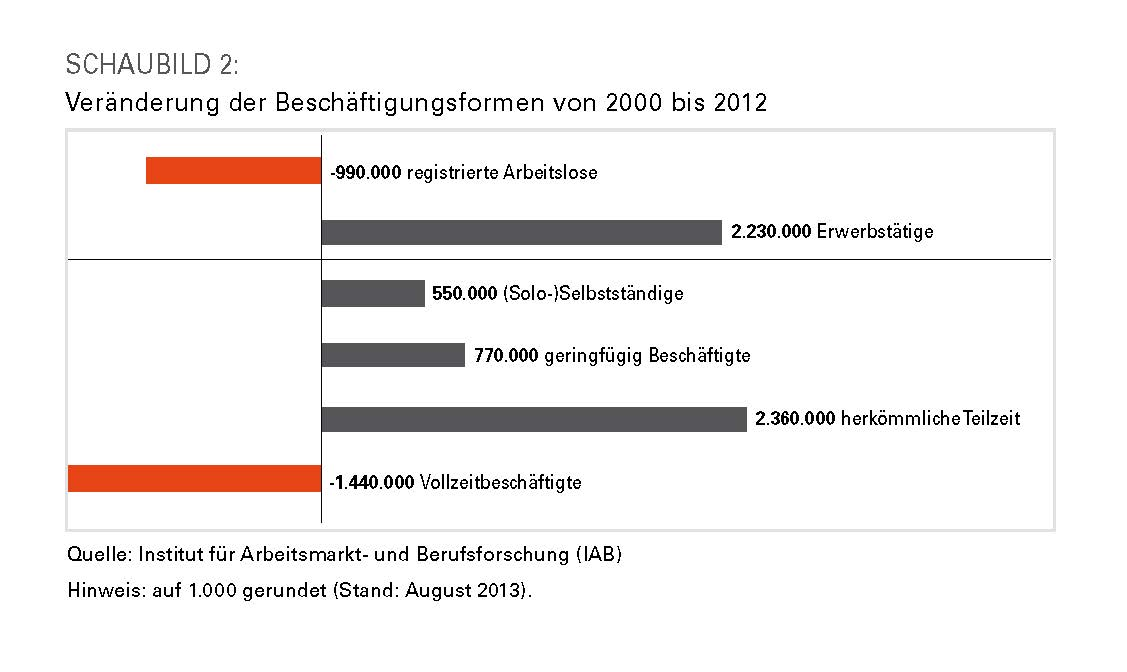 SCHAUBILD 2:
Veränderung der Beschäftigungsformen von 2000 bis 2012
-990.000 registrierte Arbeitslose
2.230.000 Erwerbstätige
550.000 (Solo-)Selbstständige
770.000 geringfügig Beschäftigte
2.360.000 herkömmliche Teilzeit
-1.440.000 Vollzeitbeschäftigte
Quelle: Institut für Arbeitsmarkt- und Berufsforschung (IAB)
Hinweis: auf 1.000 gerundet (Stand: August 2013).